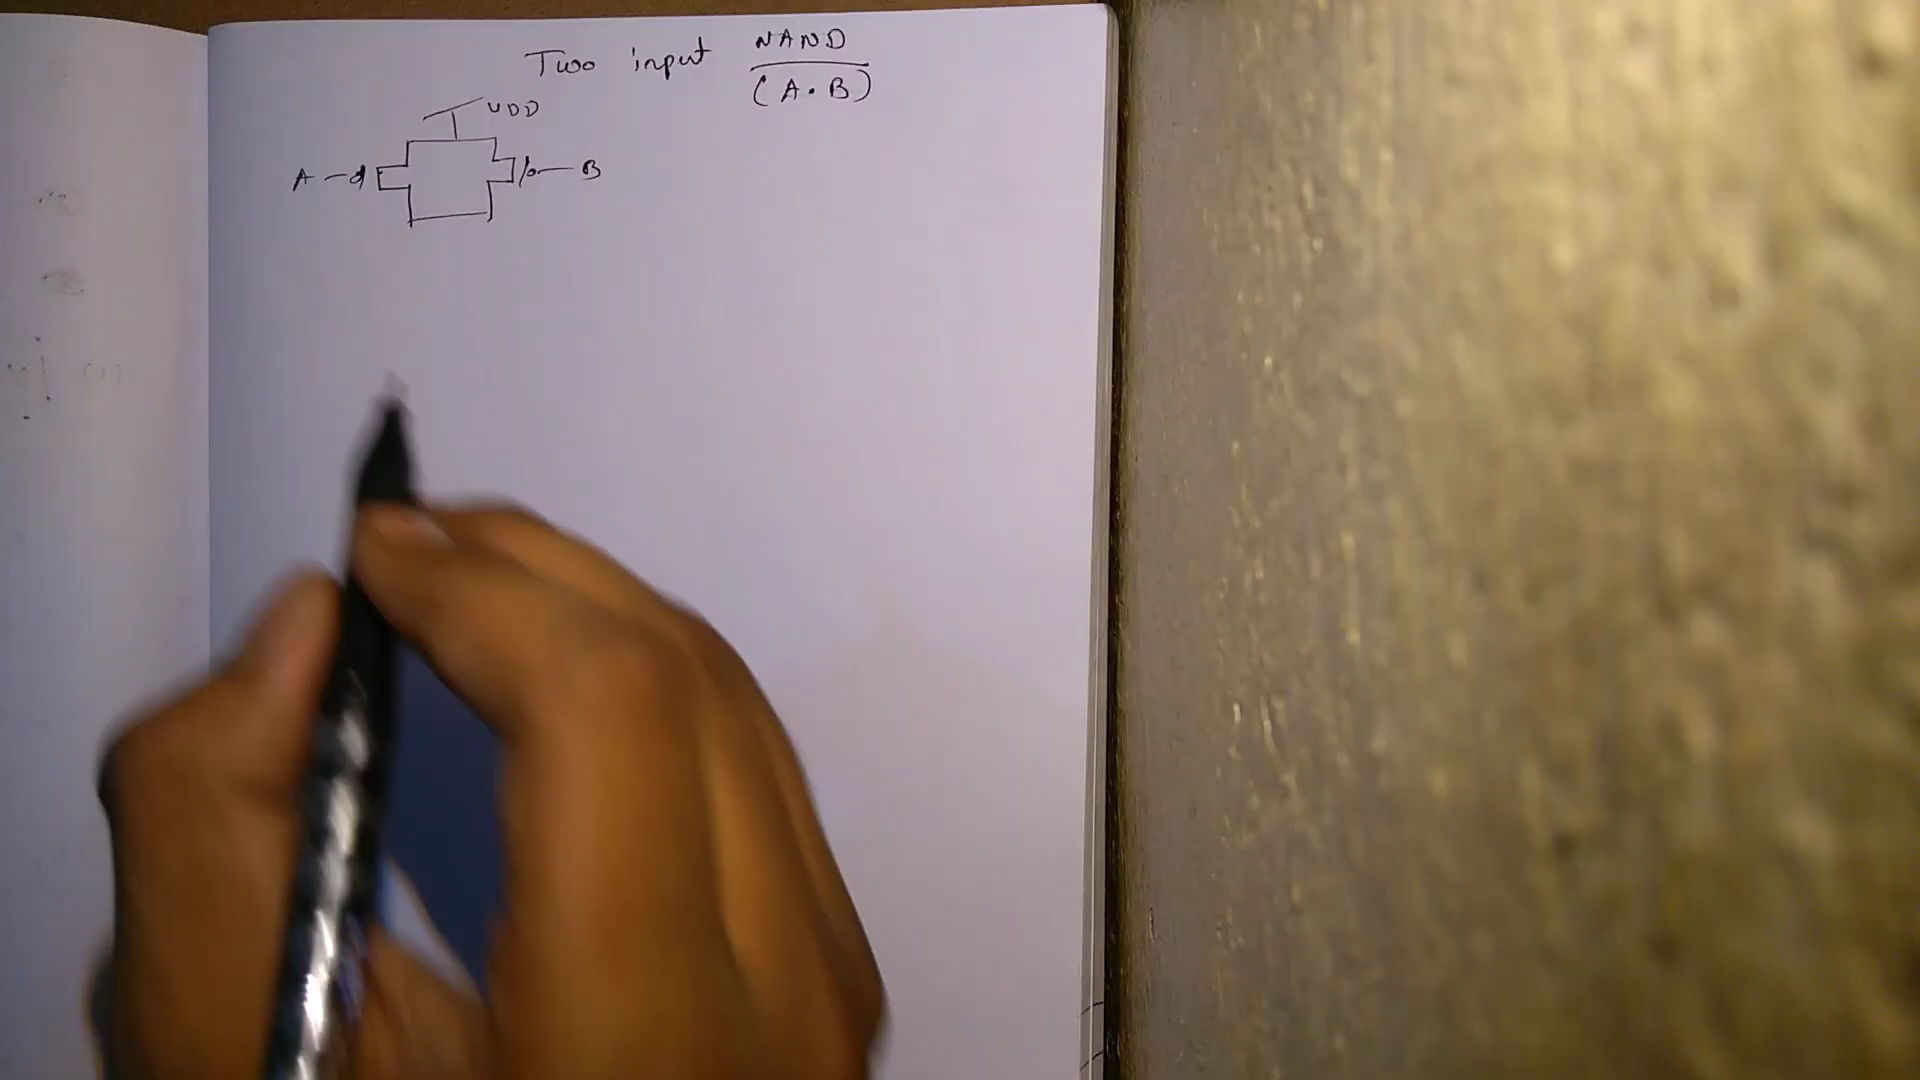 Two input NAND
(A·B)
VDD
A B